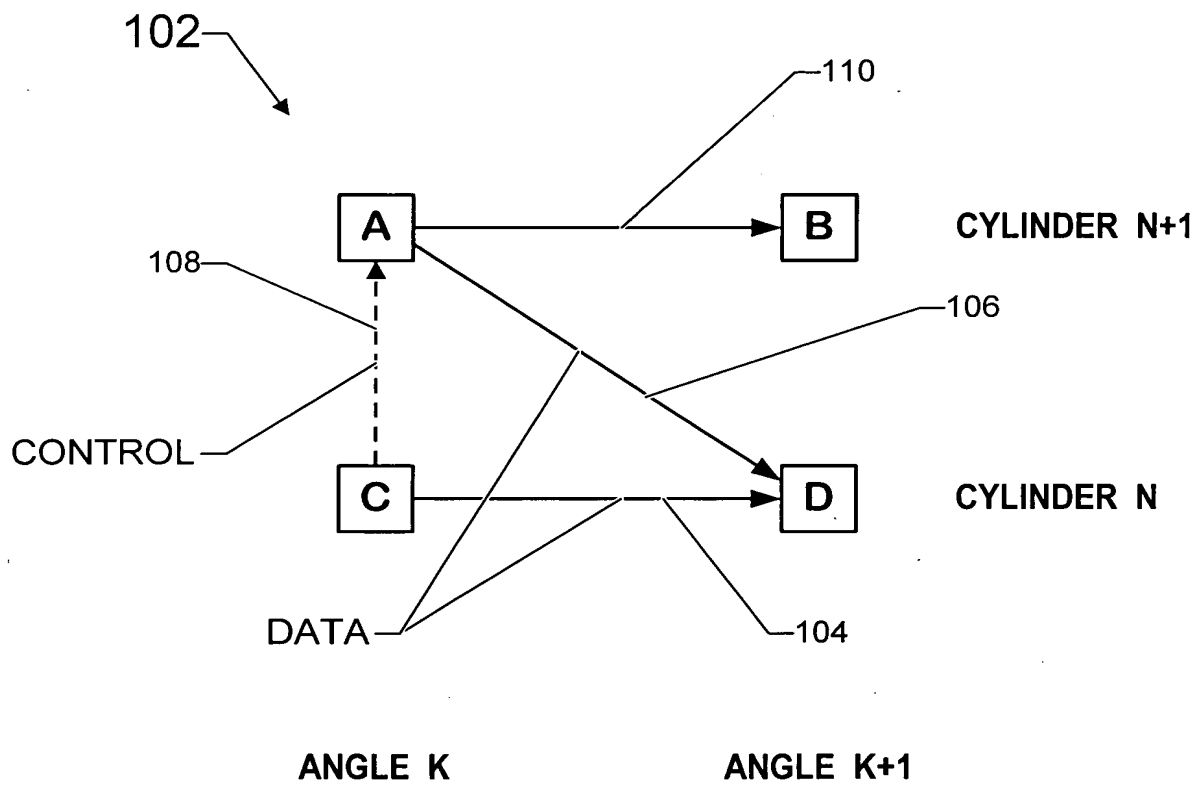 102
110
A
B
CYLINDER N+1
108
106
CONTROL
C
D
CYLINDER N
DATA
104
ANGLE K
ANGLE K+1